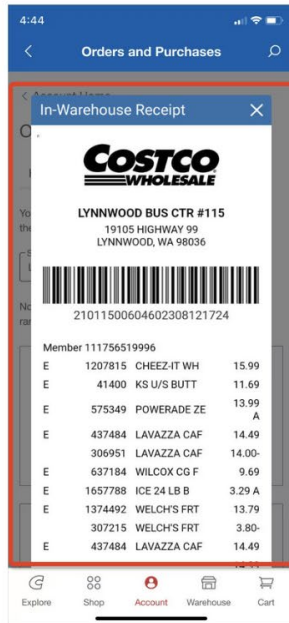 4:44
Orders and Purchases
< Account Home
In-Warehouse Receipt
COSTCO
WHOLESALE
LYNNWOOD BUS CTR #115
19105 HIGHWAY 99
LYNNWOOD, WA 98036
21011500604602308121724
Member 111756519996
E 1207815 CHEEZ-IT WH 15.99
E 41400 KS U/S BUTT 11.69
E 575349 POWERADE ZE 13.99
A
E 437484 LAVAZZA CAF 14.49
306951 LAVAZZA CAF 14.00-
E 637184 WILCOX CG F 9.69
E 1657788 ICE 24 LB B 3.29 A
E 1374492 WELCH'S FRT 13.79
307215 WELCH'S FRT 3.80-
E 437484 LAVAZZA CAF 14.49
Explore Shop Account Warehouse Cart